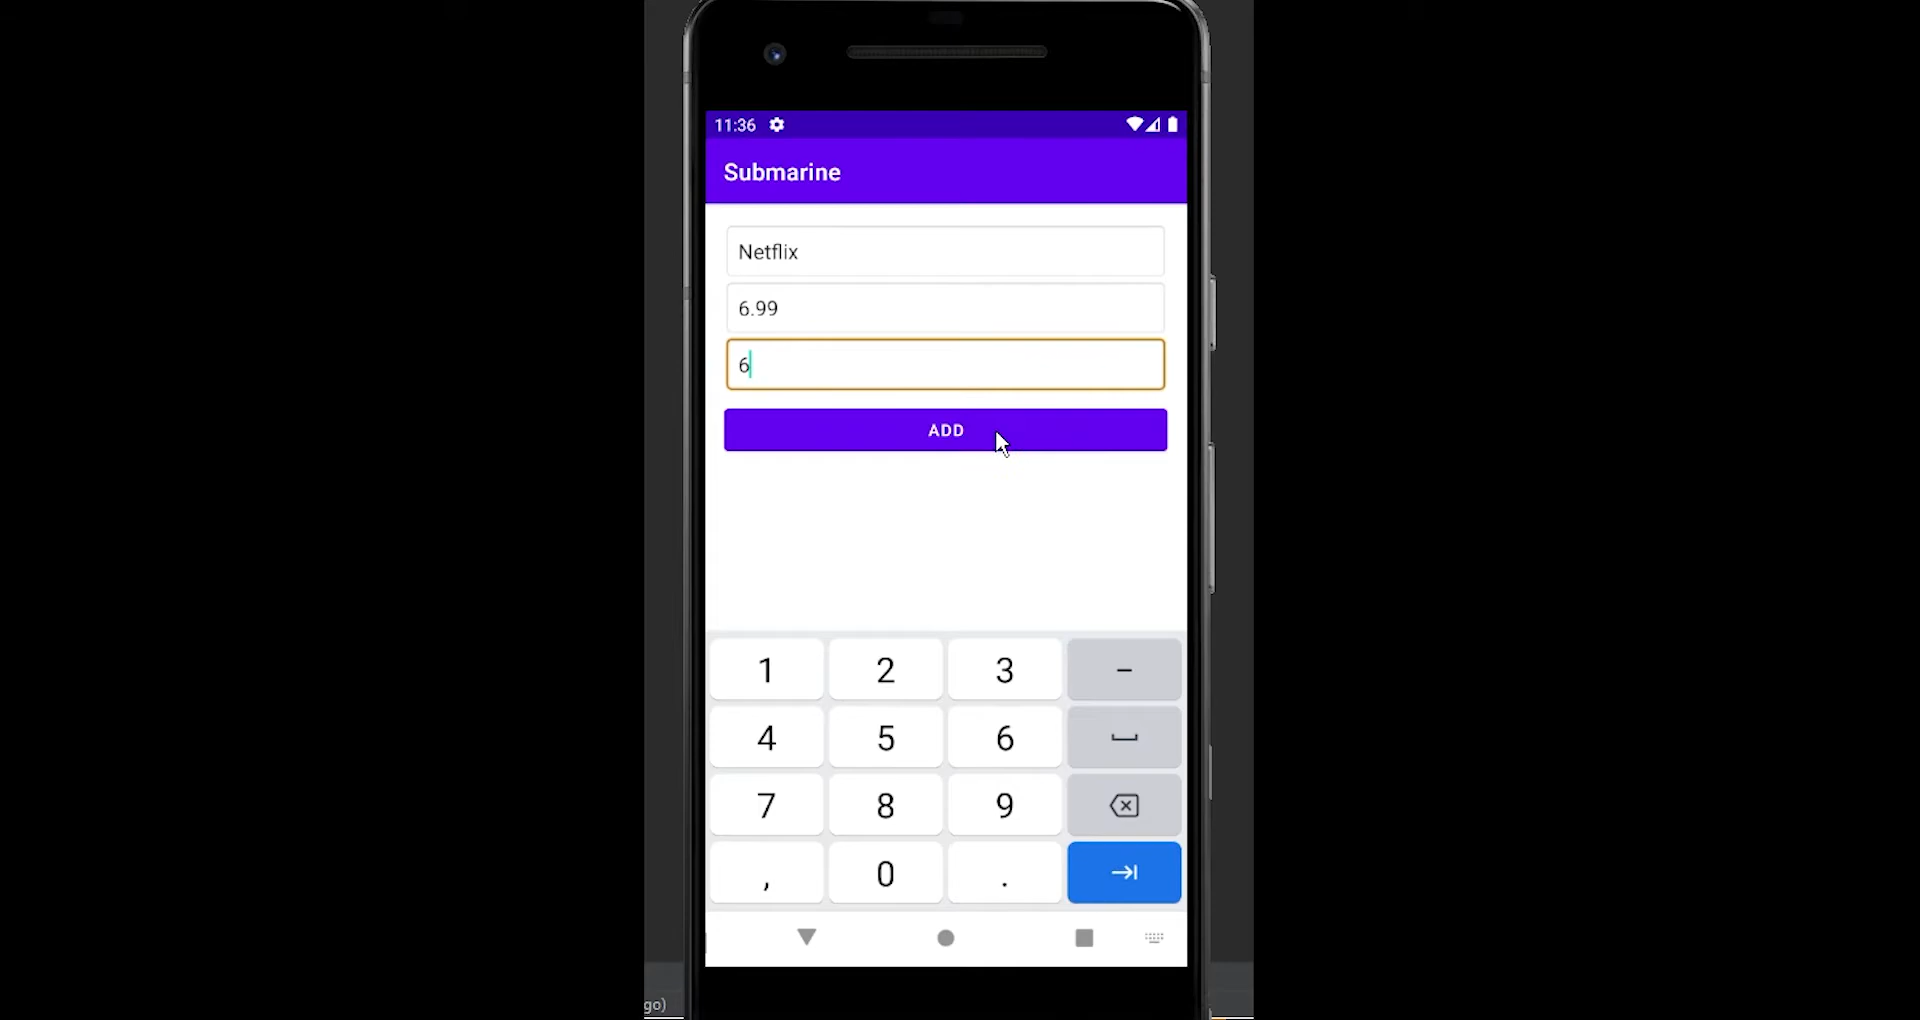 11:36
Submarine
Netflix
6.99
6
ADD
1 2 3 –
4 5 6
7 8 9
, 0 .
go)